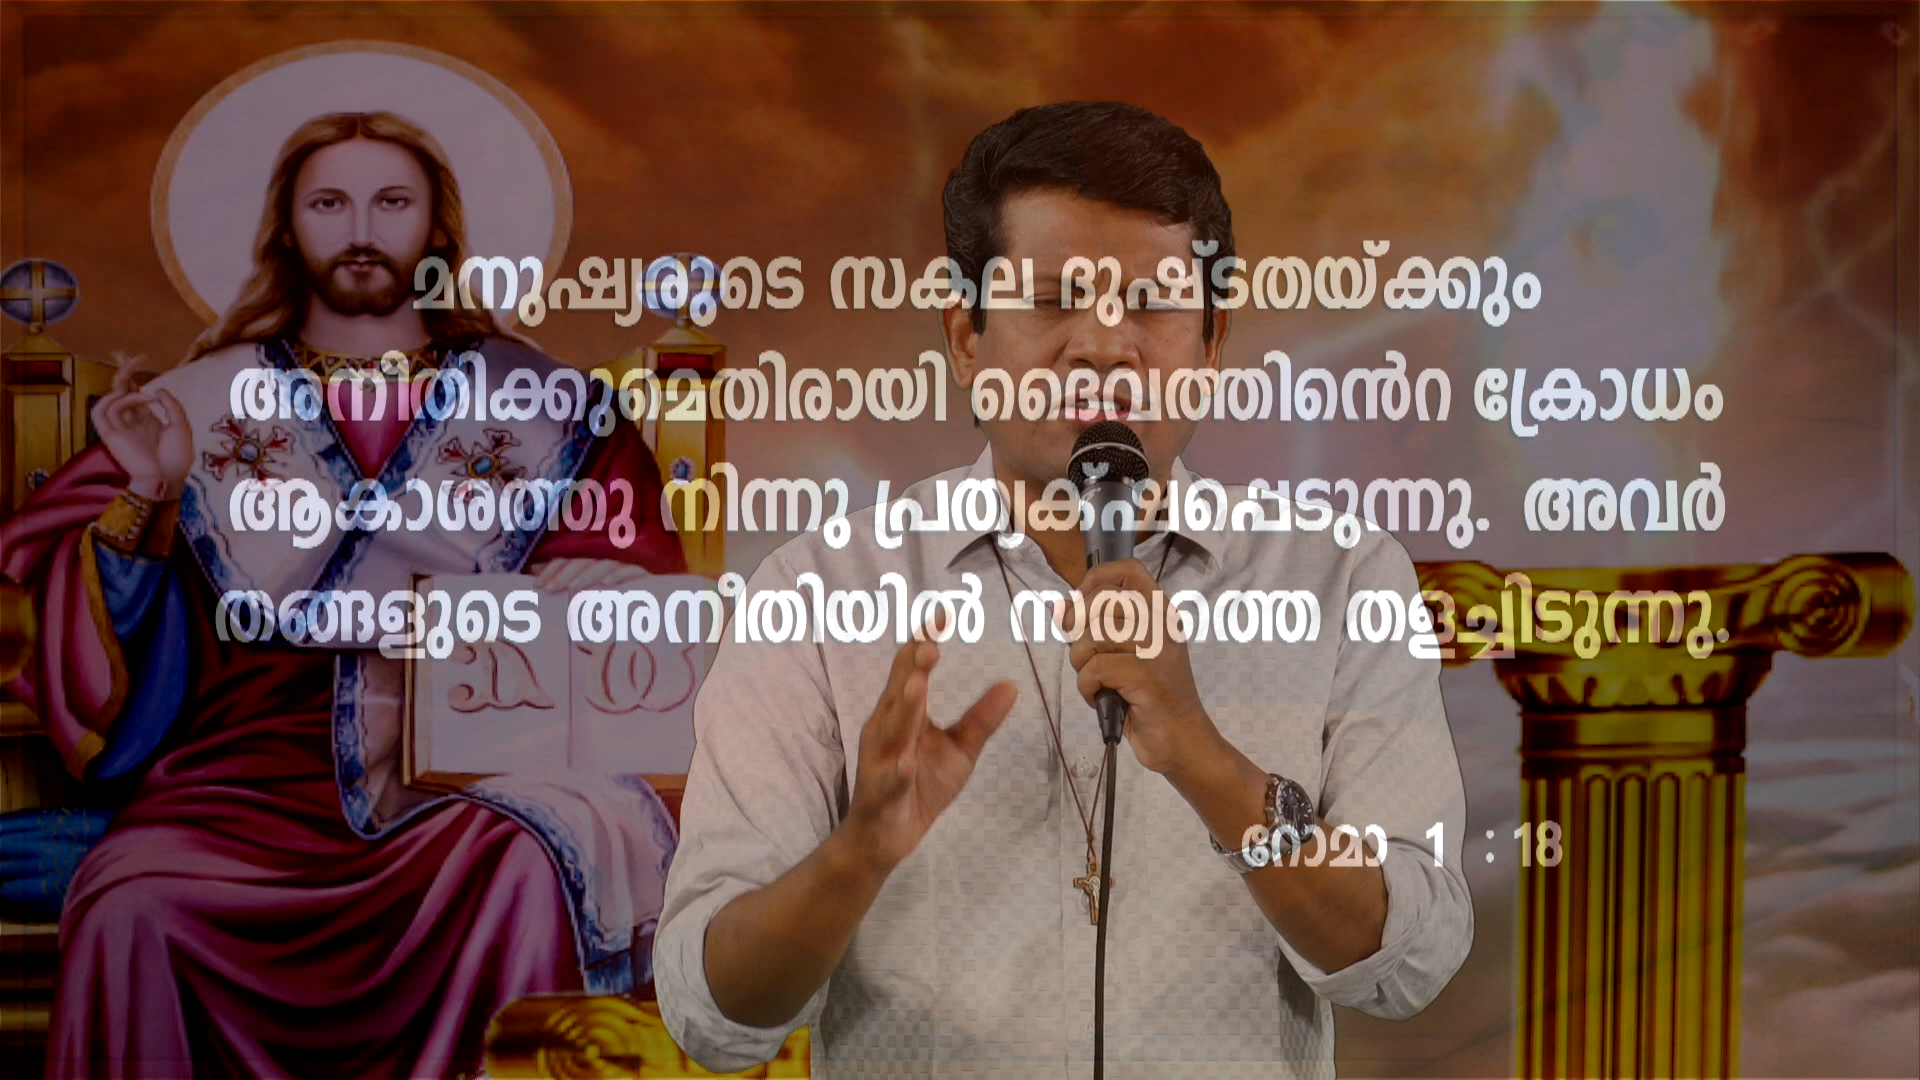 മനുഷ്യരുടെ സകല ദുഷ്ടതയ്ക്കും
അനീതിക്കുമെതിരായി ദൈവത്തിൻെറ ക്രോധം
ആകാശത്തു നിന്നു പ്രത്യക്ഷപ്പെടുന്നു. അവർ
തങ്ങളുടെ അനീതിയിൽ സത്യത്തെ തളച്ചിടുന്നു.
റോമാ 1 : 18